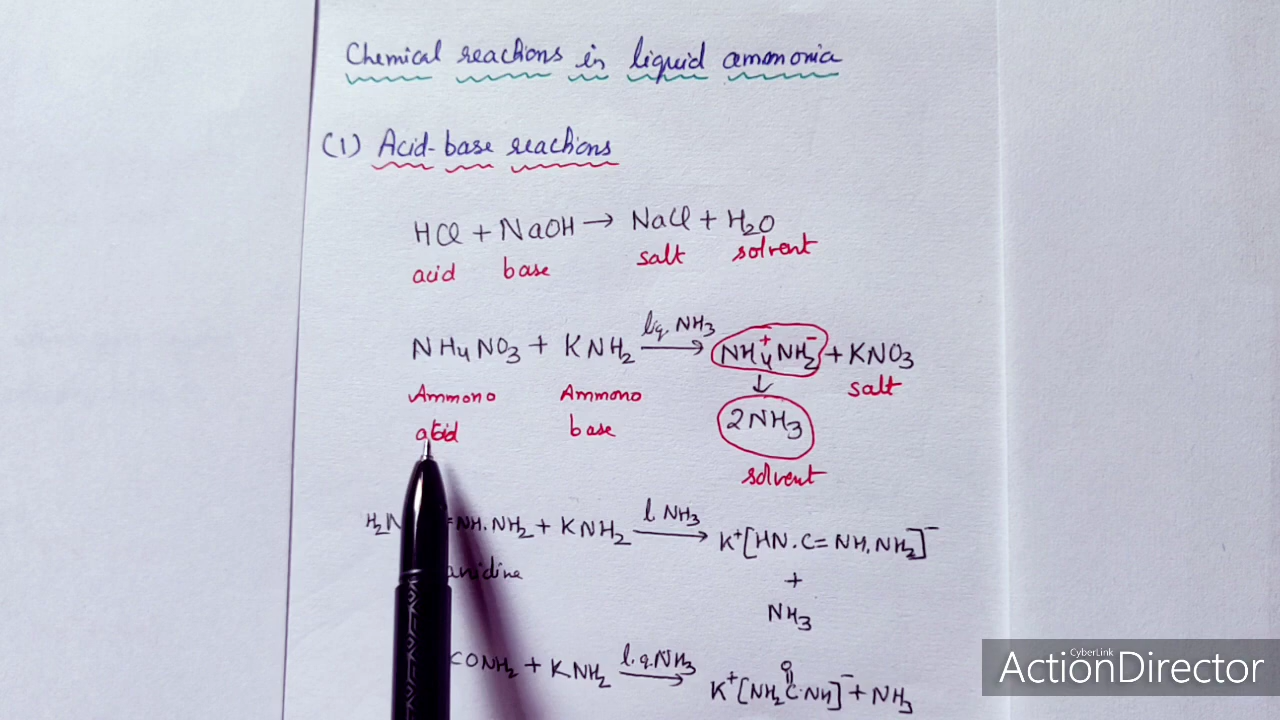 Chemical reactions in liquid ammonia
(1) Acid-base reactions
HCl + NaOH → NaCl + H₂O
acid base salt solvent
liq. NH₃
NH₄NO₃ + KNH₂ → NH₄⁺NH₂⁻ + KNO₃
Ammono Ammono salt
acid base ↓
2NH₃
solvent
l. NH₃
H₂N =NH.NH₂ + KNH₂ → K⁺[HN.C=NH.NH₂]⁻
+
NH₃
liq. NH₃
CONH₂ + KNH₂ → K⁺[NH₂C.NH]⁻ + NH₃
O
CyberLink
ActionDirector